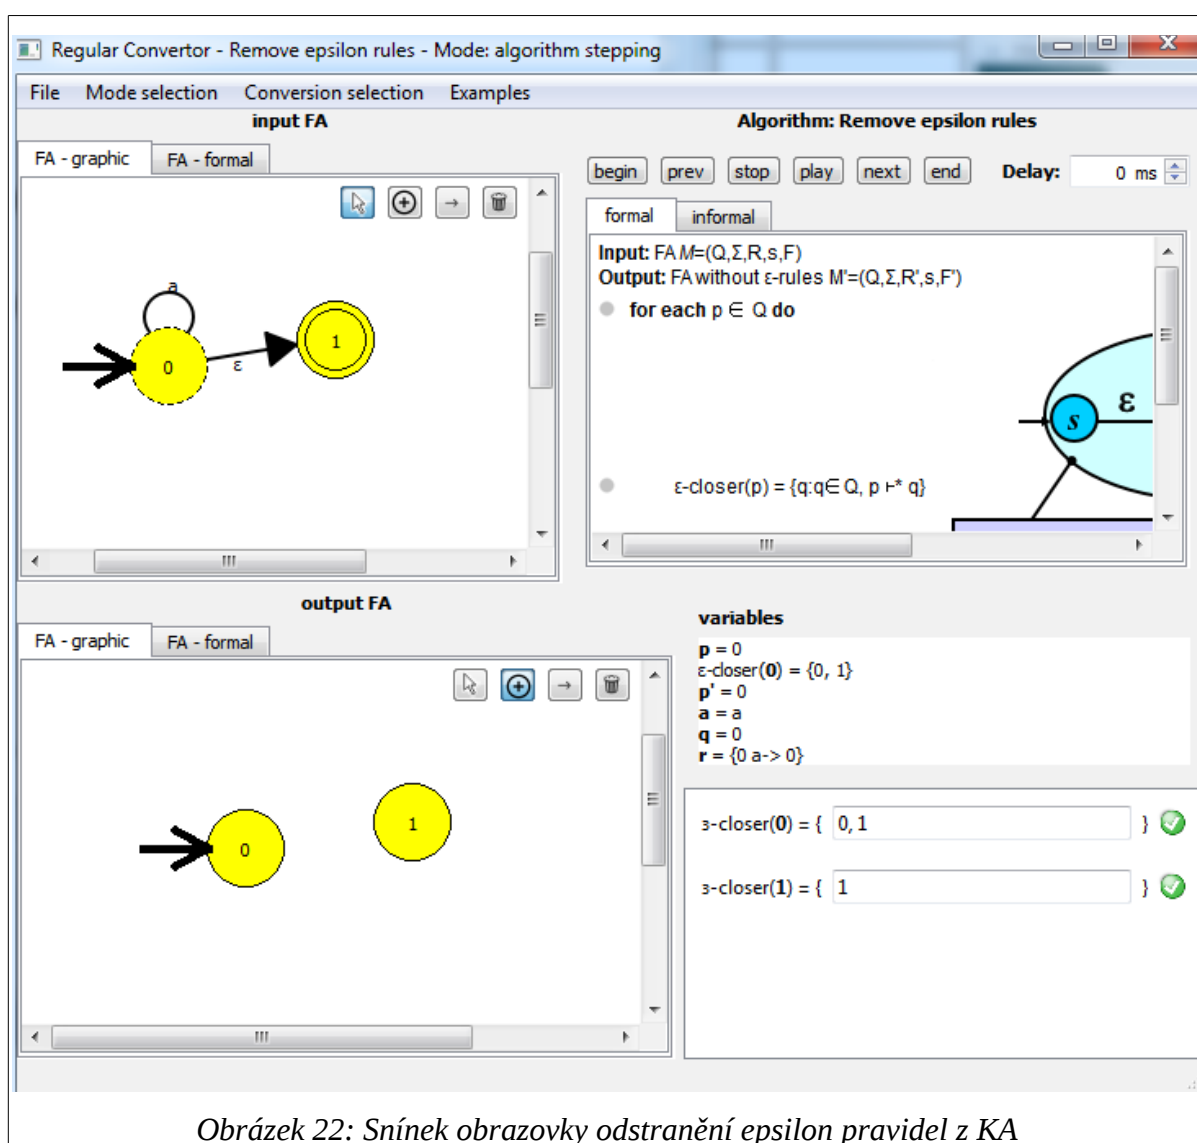 Regular Convertor - Remove epsilon rules - Mode: algorithm stepping
File Mode selection Conversion selection Examples
input FA
FA - graphic FA - formal
a
0
ε
1
Algorithm: Remove epsilon rules
begin prev stop play next end Delay: 0 ms
formal informal
Input: FA M=(Q,Σ,R,s,F)
Output: FA without ε-rules M'=(Q,Σ,R',s,F')
for each p ∈ Q do
ε-closer(p) = {q:q∈ Q, p ⊢* q}
s
ε
output FA
FA - graphic FA - formal
0
1
variables
p = 0
ε-closer(0) = {0, 1}
p' = 0
a = a
q = 0
r = {0 a-> 0}
ɜ-closer(0) = { 0, 1 }
ɜ-closer(1) = { 1 }
Obrázek 22: Snínek obrazovky odstranění epsilon pravidel z KA